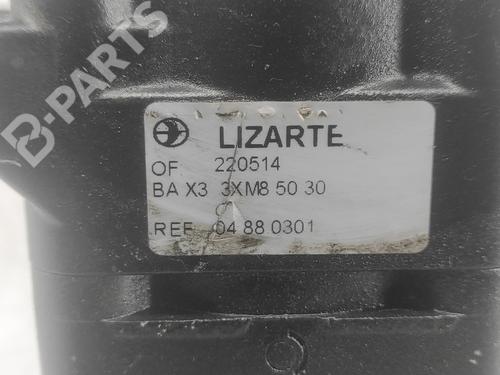 B-PARTS
LIZARTE
OF 220514
BA X3 3XM8 50 30
REF 04 88 0301